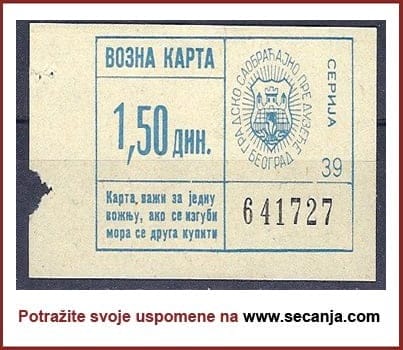 ВОЗНА КАРТА
1,50 дин.
Карта, важи за једну
вожњу, ако се изгуби
мора се друга купити
ГРАДСКО САОБРАЋАЈНО ПРЕДУЗЕЋЕ
БЕОГРАД
СЕРИЈА
39
641727
Potražite svoje uspomene na www.secanja.com